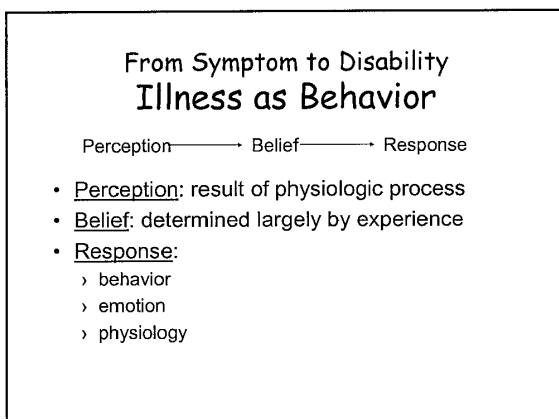 From Symptom to Disability
Illness as Behavior
Perception → Belief → Response
• Perception: result of physiologic process
• Belief: determined largely by experience
• Response:
› behavior
› emotion
› physiology